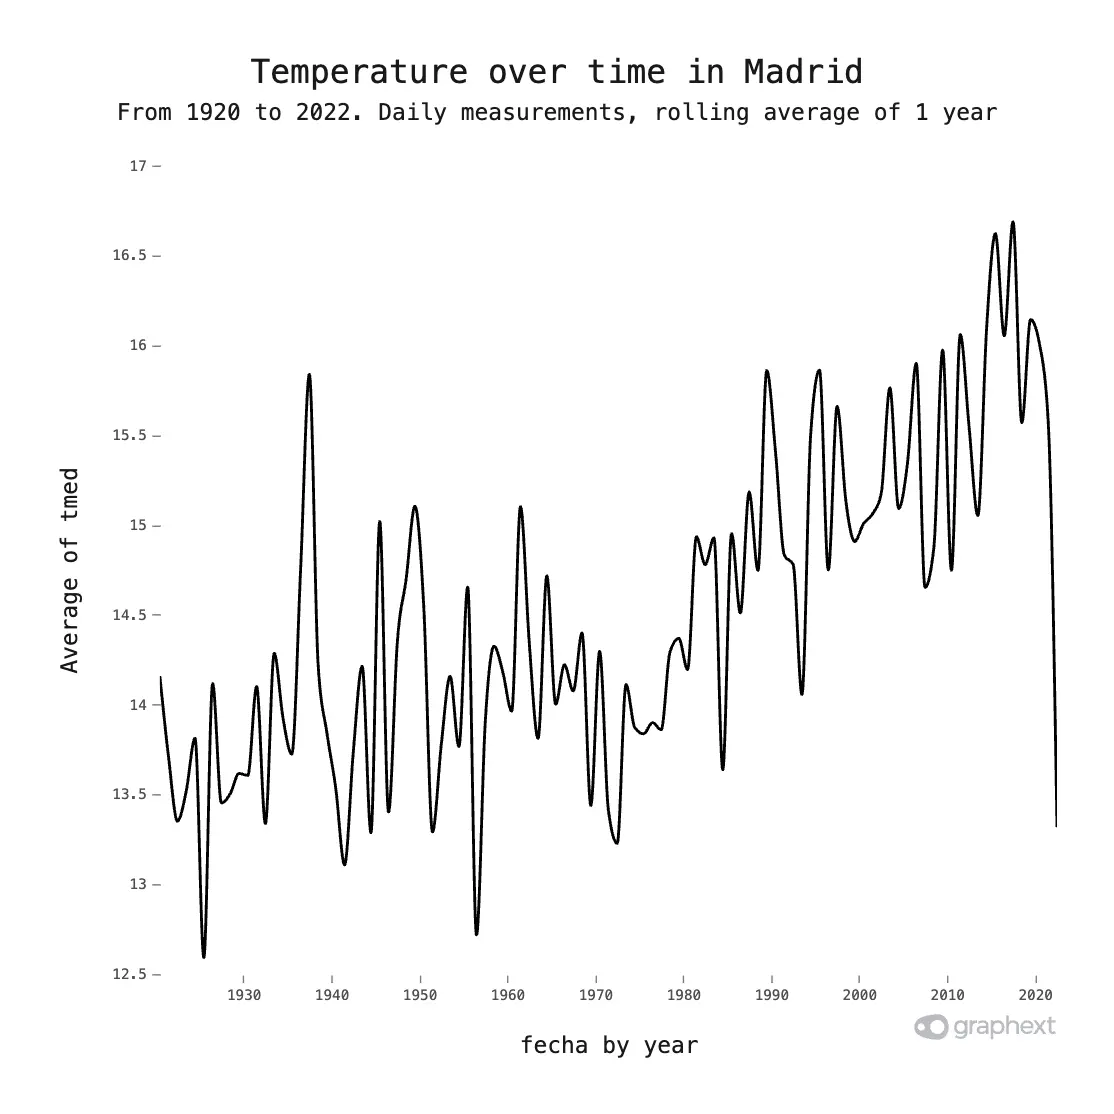 Temperature over time in Madrid
From 1920 to 2022. Daily measurements, rolling average of 1 year
17
16.5
16
15.5
15
14.5
14
13.5
13
12.5
Average of tmed
1930 1940 1950 1960 1970 1980 1990 2000 2010 2020
graphext
fecha by year